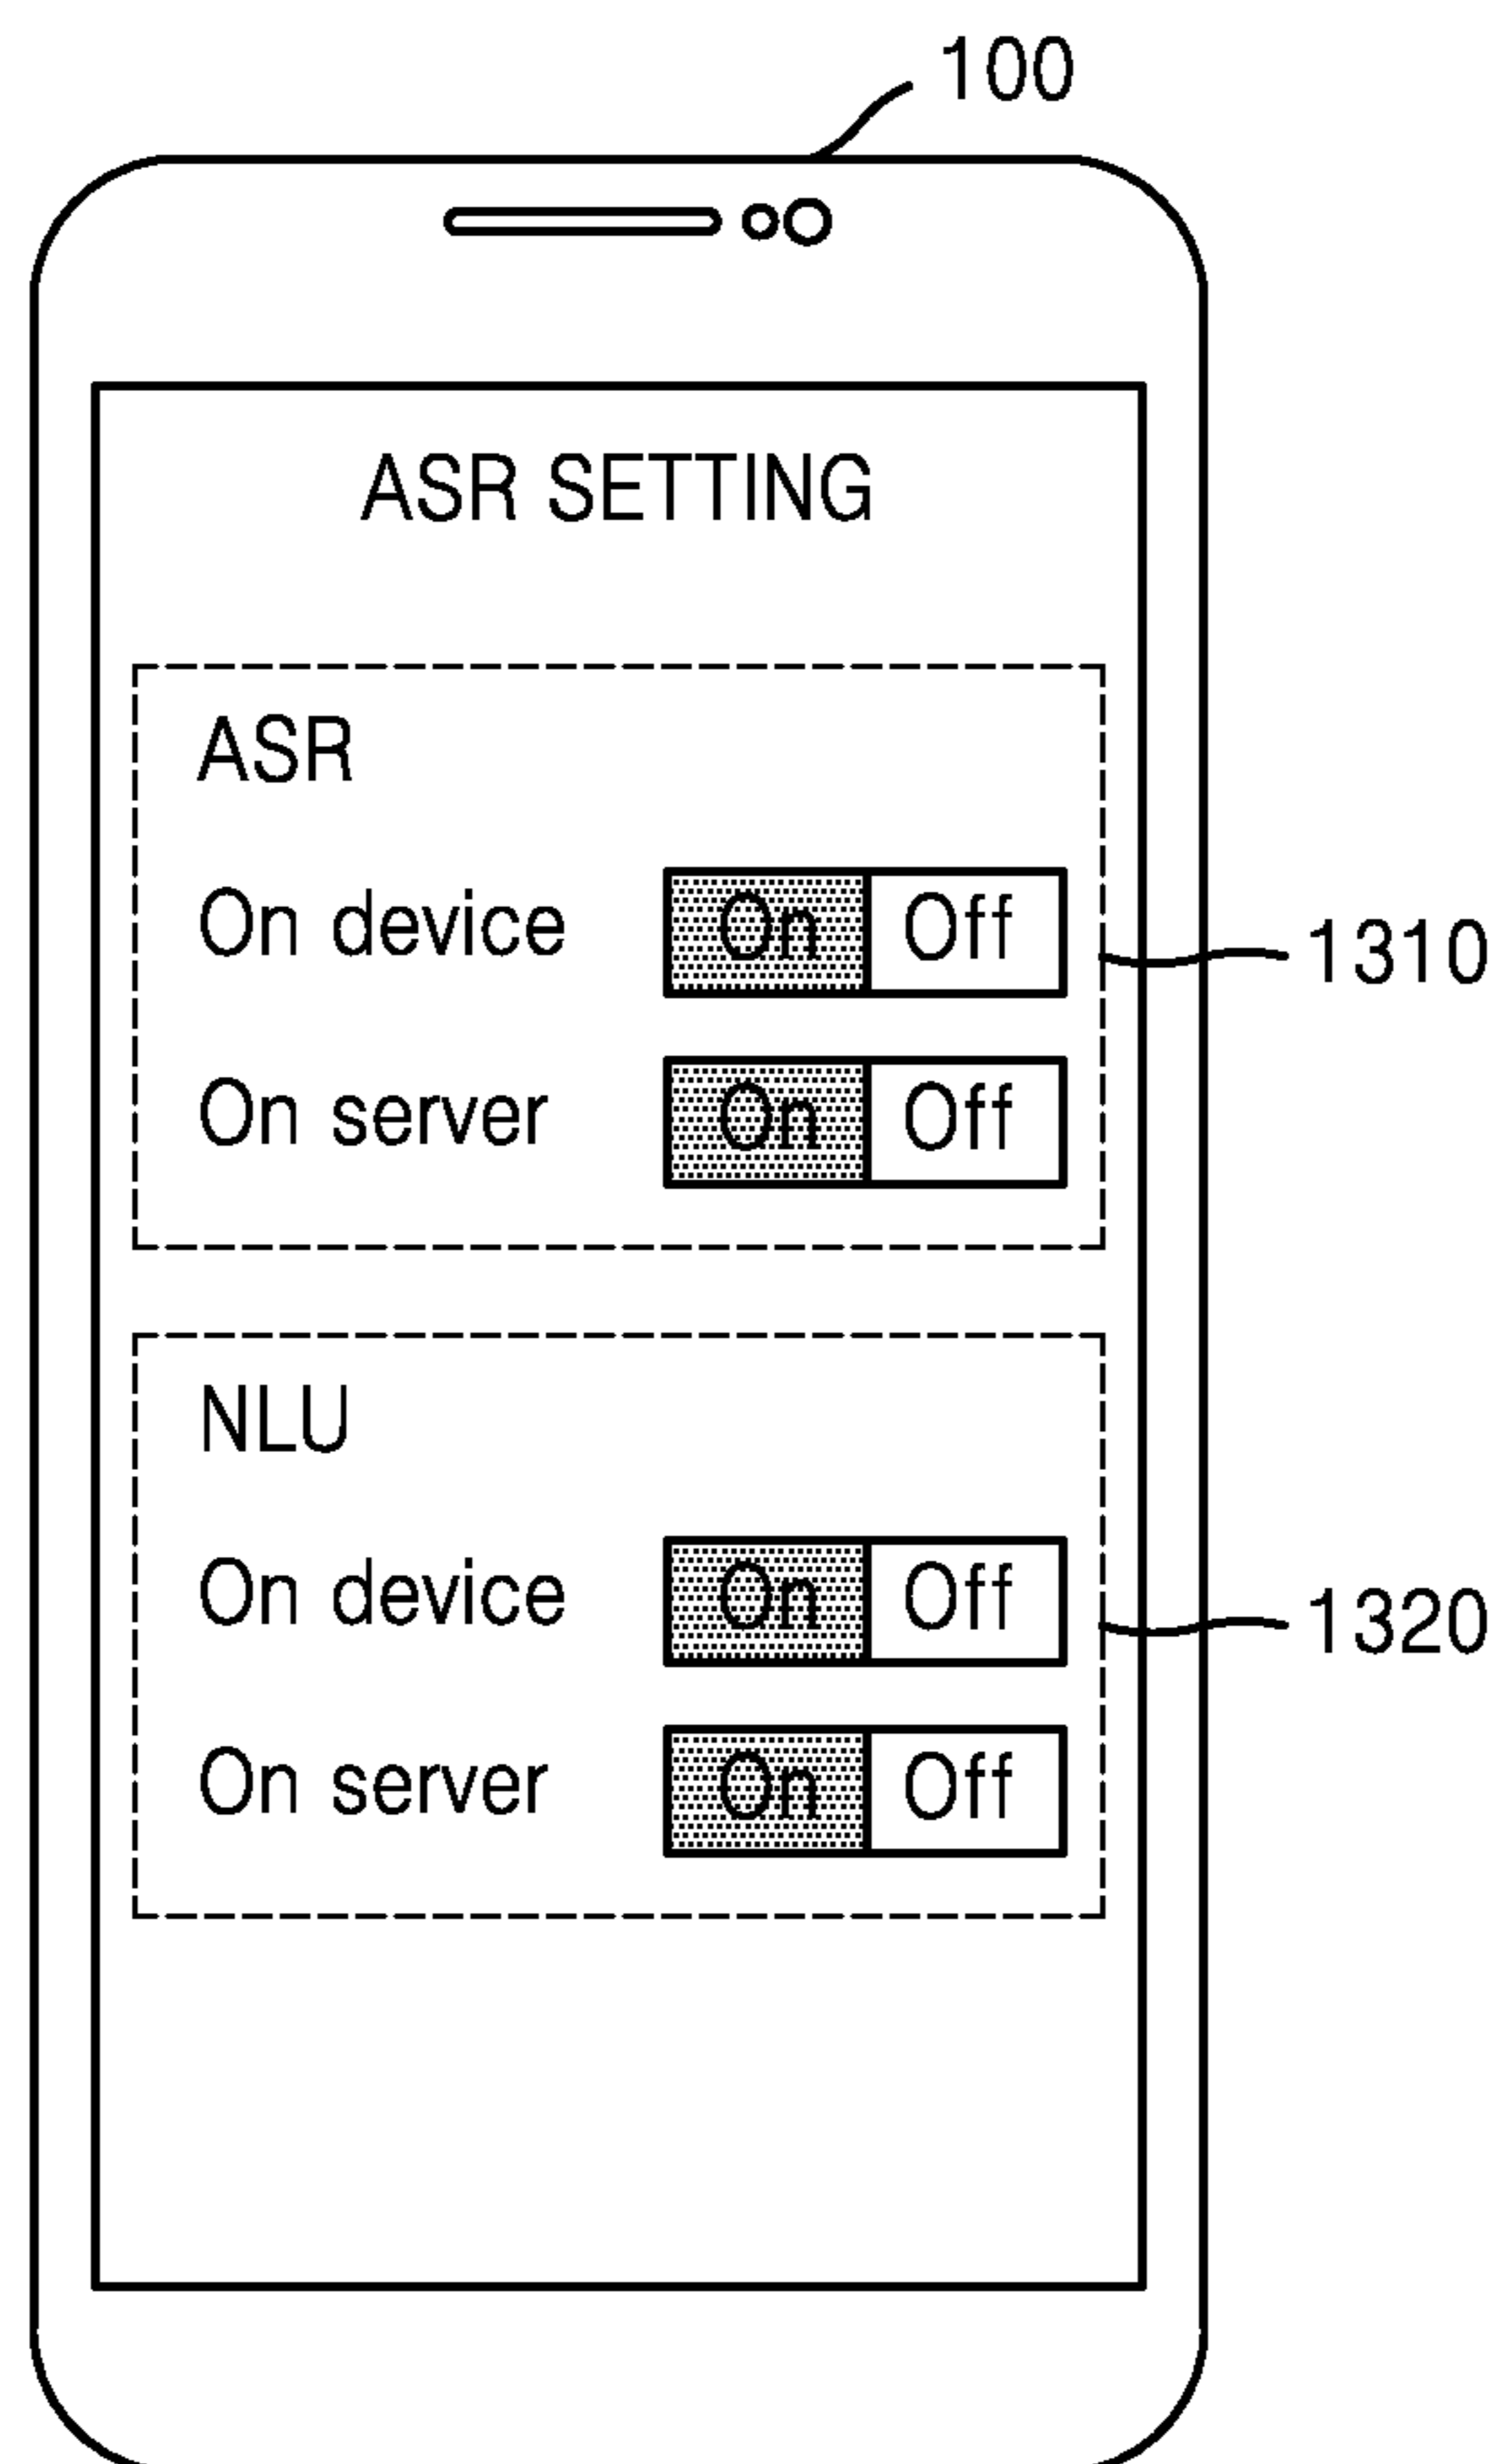 100
ASR SETTING
ASR
On device On Off
1310
On server On Off
NLU
On device On Off
1320
On server On Off